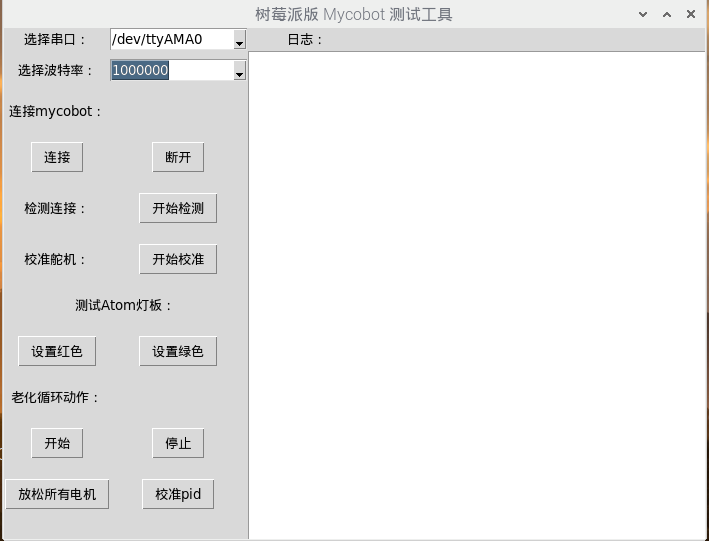 树莓派版 Mycobot 测试工具
选择串口： /dev/ttyAMA0
日志：
选择波特率： 1000000
连接mycobot：
连接 断开
检测连接： 开始检测
校准舵机： 开始校准
测试Atom灯板：
设置红色 设置绿色
老化循环动作：
开始 停止
放松所有电机 校准pid